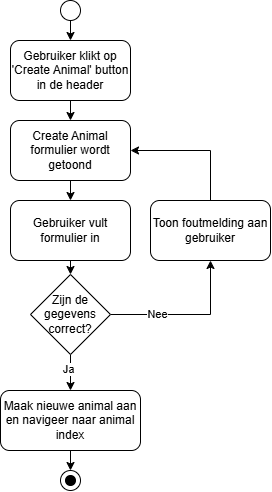 Gebruiker klikt op
'Create Animal' button
in de header
Create Animal
formulier wordt
getoond
Gebruiker vult
formulier in
Toon foutmelding aan
gebruiker
Zijn de
gegevens
correct?
Nee
Ja
Maak nieuwe animal aan
en navigeer naar animal
index